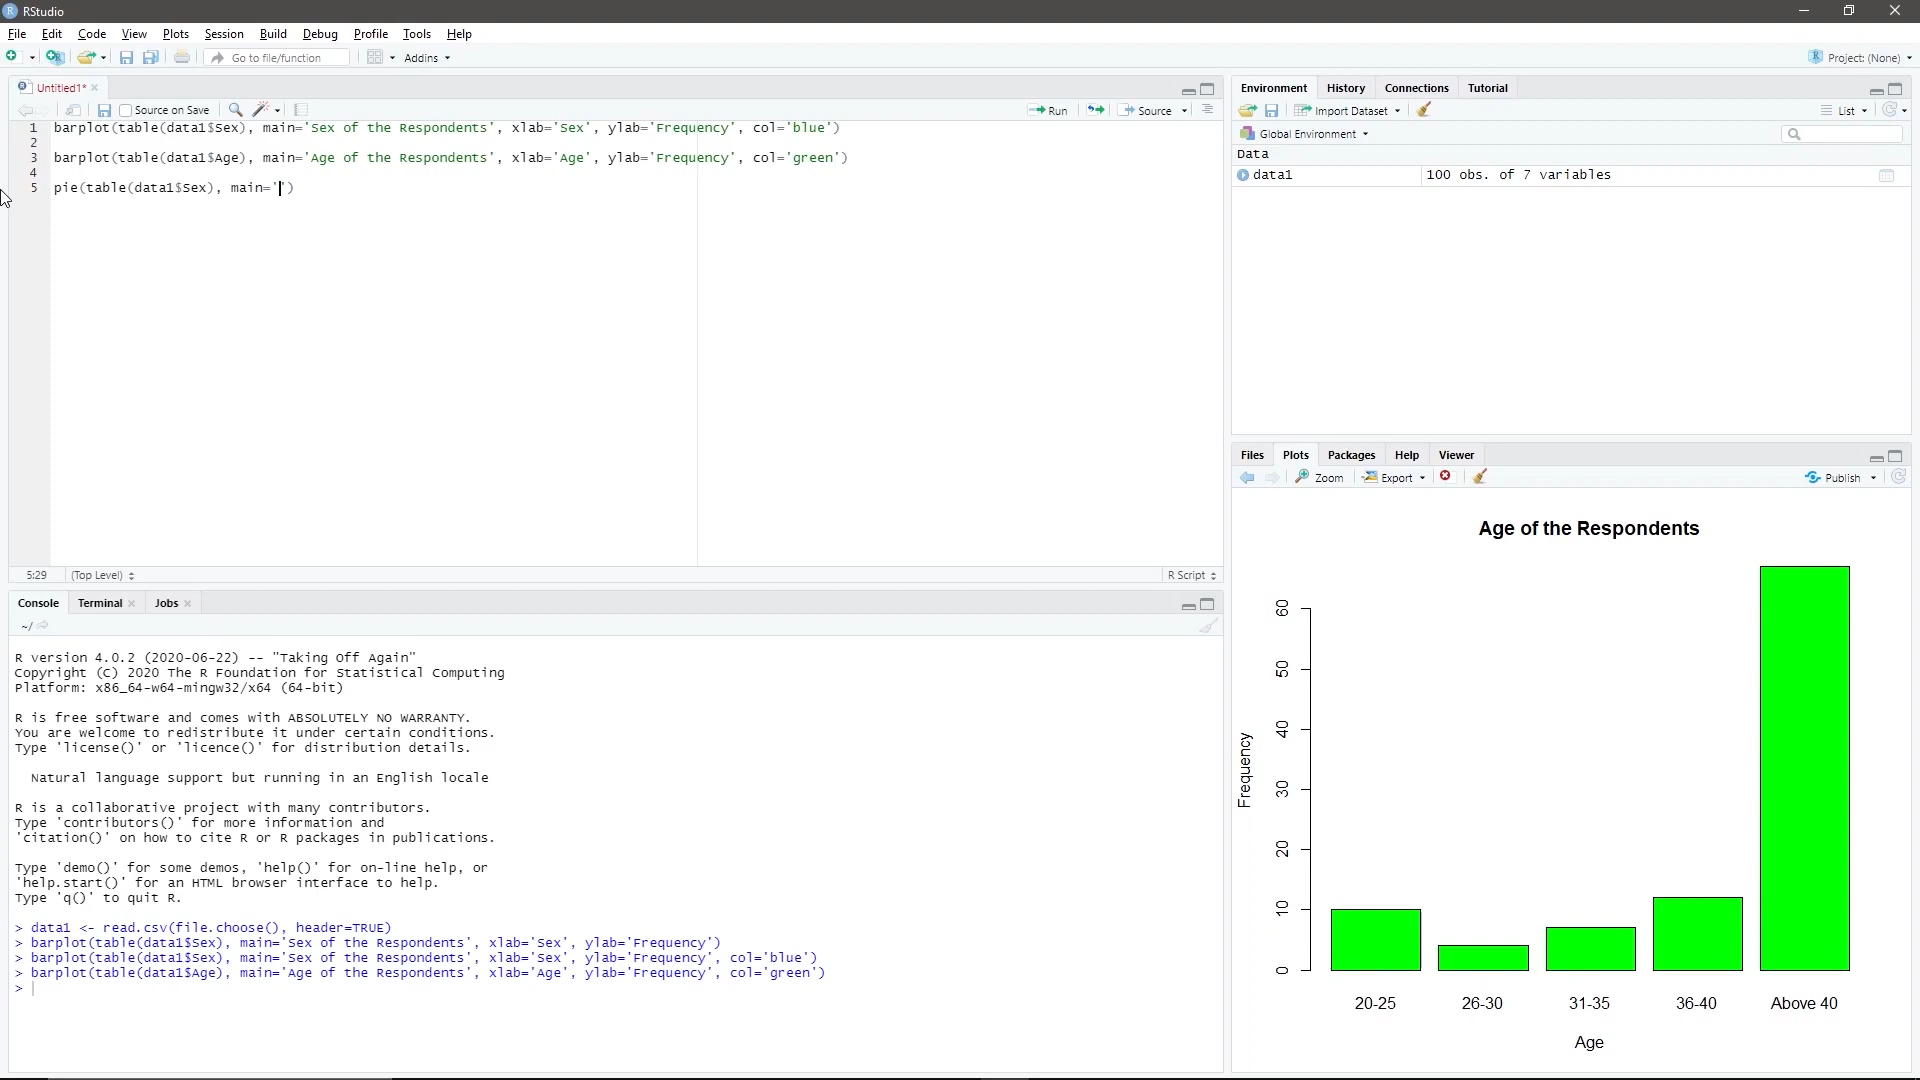 RStudio
File Edit Code View Plots Session Build Debug Profile Tools Help
Go to file/function Addins Project: (None)
Untitled1*
Source on Save Run Source
1 barplot(table(data1$Sex), main='Sex of the Respondents', xlab='Sex', ylab='Frequency', col='blue')
2
3 barplot(table(data1$Age), main='Age of the Respondents', xlab='Age', ylab='Frequency', col='green')
4
5 pie(table(data1$Sex), main='')
5:29 (Top Level) R Script
Console Terminal Jobs
~/
R version 4.0.2 (2020-06-22) -- "Taking Off Again"
Copyright (C) 2020 The R Foundation for Statistical Computing
Platform: x86_64-w64-mingw32/x64 (64-bit)
R is free software and comes with ABSOLUTELY NO WARRANTY.
You are welcome to redistribute it under certain conditions.
Type 'license()' or 'licence()' for distribution details.
Natural language support but running in an English locale
R is a collaborative project with many contributors.
Type 'contributors()' for more information and
'citation()' on how to cite R or R packages in publications.
Type 'demo()' for some demos, 'help()' for on-line help, or
'help.start()' for an HTML browser interface to help.
Type 'q()' to quit R.
> data1 <- read.csv(file.choose(), header=TRUE)
> barplot(table(data1$Sex), main='Sex of the Respondents', xlab='Sex', ylab='Frequency')
> barplot(table(data1$Sex), main='Sex of the Respondents', xlab='Sex', ylab='Frequency', col='blue')
> barplot(table(data1$Age), main='Age of the Respondents', xlab='Age', ylab='Frequency', col='green')
>
Environment History Connections Tutorial
Import Dataset List
Global Environment
Data
data1 100 obs. of 7 variables
Files Plots Packages Help Viewer
Zoom Export Publish
Age of the Respondents
Frequency
60
50
40
30
20
10
0
20-25 26-30 31-35 36-40 Above 40
Age